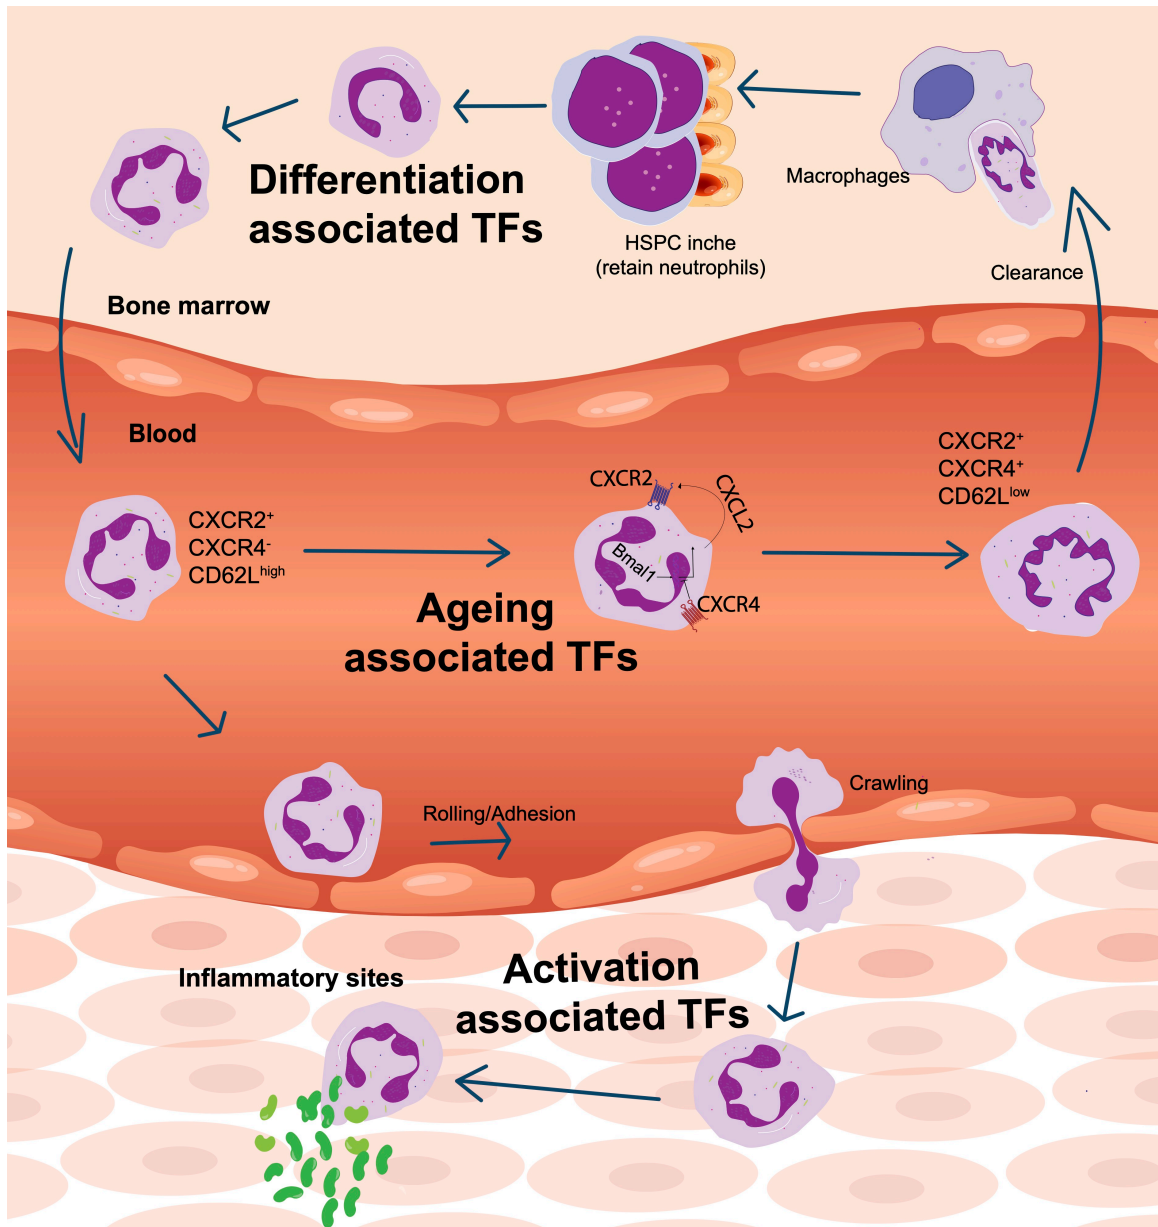 Macrophages
Differentiation
associated TFs
HSPC inche
(retain neutrophils)
Clearance
Bone marrow
Blood
CXCR2⁺
CXCR4⁻
CD62Lʰⁱᵍʰ
CXCR2
CXCL2
Bmal1
CXCR4
CXCR2⁺
CXCR4⁺
CD62Lˡᵒʷ
Ageing
associated TFs
Rolling/Adhesion
Crawling
Inflammatory sites
Activation
associated TFs